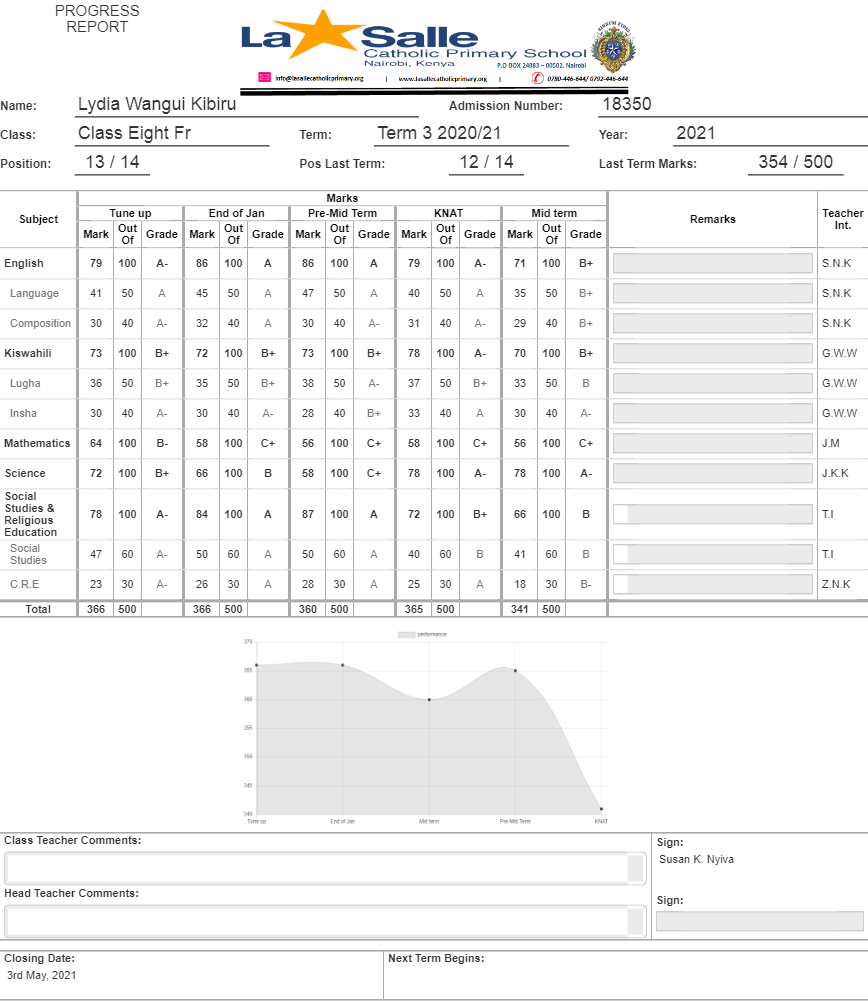 PROGRESS
REPORT
La Salle
Catholic Primary School
Nairobi, Kenya
P.O BOX 24083 – 00502, Nairobi
info@lasallecatholicprimary.org | www.lasallecatholicprimary.org | 0780-446-644/ 0792-446-644
Name: Lydia Wangui Kibiru Admission Number: 18350
Class: Class Eight Fr Term: Term 3 2020/21 Year: 2021
Position: 13 / 14 Pos Last Term: 12 / 14 Last Term Marks: 354 / 500
Marks
Subject Tune up End of Jan Pre-Mid Term KNAT Mid term Remarks Teacher Int.
Mark Out Of Grade Mark Out Of Grade Mark Out Of Grade Mark Out Of Grade Mark Out Of Grade
English 79 100 A- 86 100 A 86 100 A 79 100 A- 71 100 B+ S.N.K
Language 41 50 A 45 50 A 47 50 A 40 50 A 35 50 B+ S.N.K
Composition 30 40 A- 32 40 A 30 40 A- 31 40 A- 29 40 B+ S.N.K
Kiswahili 73 100 B+ 72 100 B+ 73 100 B+ 78 100 A- 70 100 B+ G.W.W
Lugha 36 50 B+ 35 50 B+ 38 50 A- 37 50 B+ 33 50 B G.W.W
Insha 30 40 A- 30 40 A- 28 40 B+ 33 40 A 30 40 A- G.W.W
Mathematics 64 100 B- 58 100 C+ 56 100 C+ 58 100 C+ 56 100 C+ J.M
Science 72 100 B+ 66 100 B 58 100 C+ 78 100 A- 78 100 A- J.K.K
Social Studies & Religious Education 78 100 A- 84 100 A 87 100 A 72 100 B+ 66 100 B T.I
Social Studies 47 60 A- 50 60 A 50 60 A 40 60 B 41 60 B T.I
C.R.E 23 30 A- 26 30 A 28 30 A 25 30 A 18 30 B- Z.N.K
Total 366 500 366 500 360 500 365 500 341 500
performance
370
365
360
355
350
345
340
Tune up End of Jan Mid term Pre-Mid Term KNAT
Class Teacher Comments: Sign:
Susan K. Nyiva
Head Teacher Comments:
Sign:
Closing Date: Next Term Begins:
3rd May, 2021